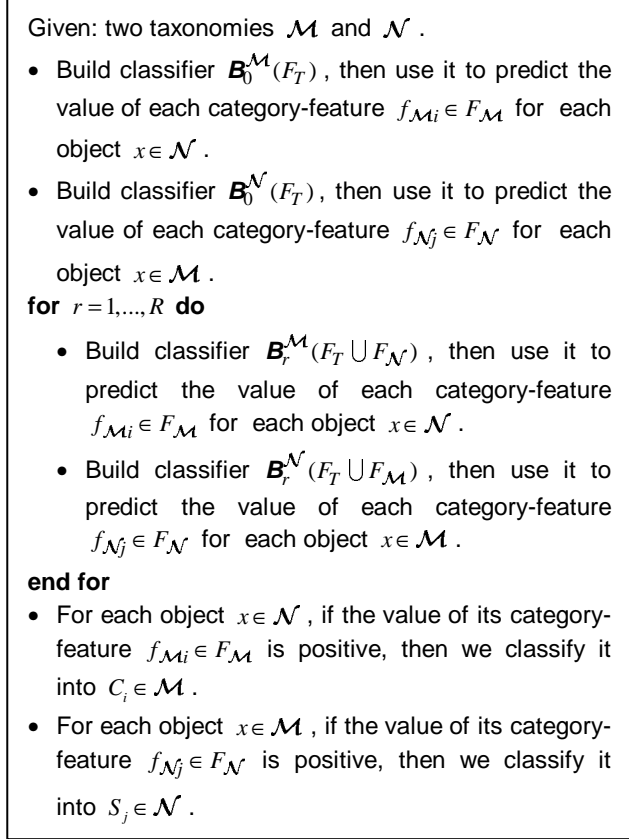 Given: two taxonomies 𝓜 and 𝓝 .
• Build classifier 𝑩₀^𝓜(F_T) , then use it to predict the
value of each category-feature f_𝓜i ∈ F_𝓜 for each
object x ∈ 𝓝 .
• Build classifier 𝑩₀^𝓝(F_T) , then use it to predict the
value of each category-feature f_𝓝j ∈ F_𝓝 for each
object x ∈ 𝓜 .
for r = 1,..., R do
• Build classifier 𝑩_r^𝓜(F_T ∪ F_𝓝) , then use it to
predict the value of each category-feature
f_𝓜i ∈ F_𝓜 for each object x ∈ 𝓝 .
• Build classifier 𝑩_r^𝓝(F_T ∪ F_𝓜) , then use it to
predict the value of each category-feature
f_𝓝j ∈ F_𝓝 for each object x ∈ 𝓜 .
end for
• For each object x ∈ 𝓝 , if the value of its category-
feature f_𝓜i ∈ F_𝓜 is positive, then we classify it
into C_i ∈ 𝓜 .
• For each object x ∈ 𝓜 , if the value of its category-
feature f_𝓝j ∈ F_𝓝 is positive, then we classify it
into S_j ∈ 𝓝 .